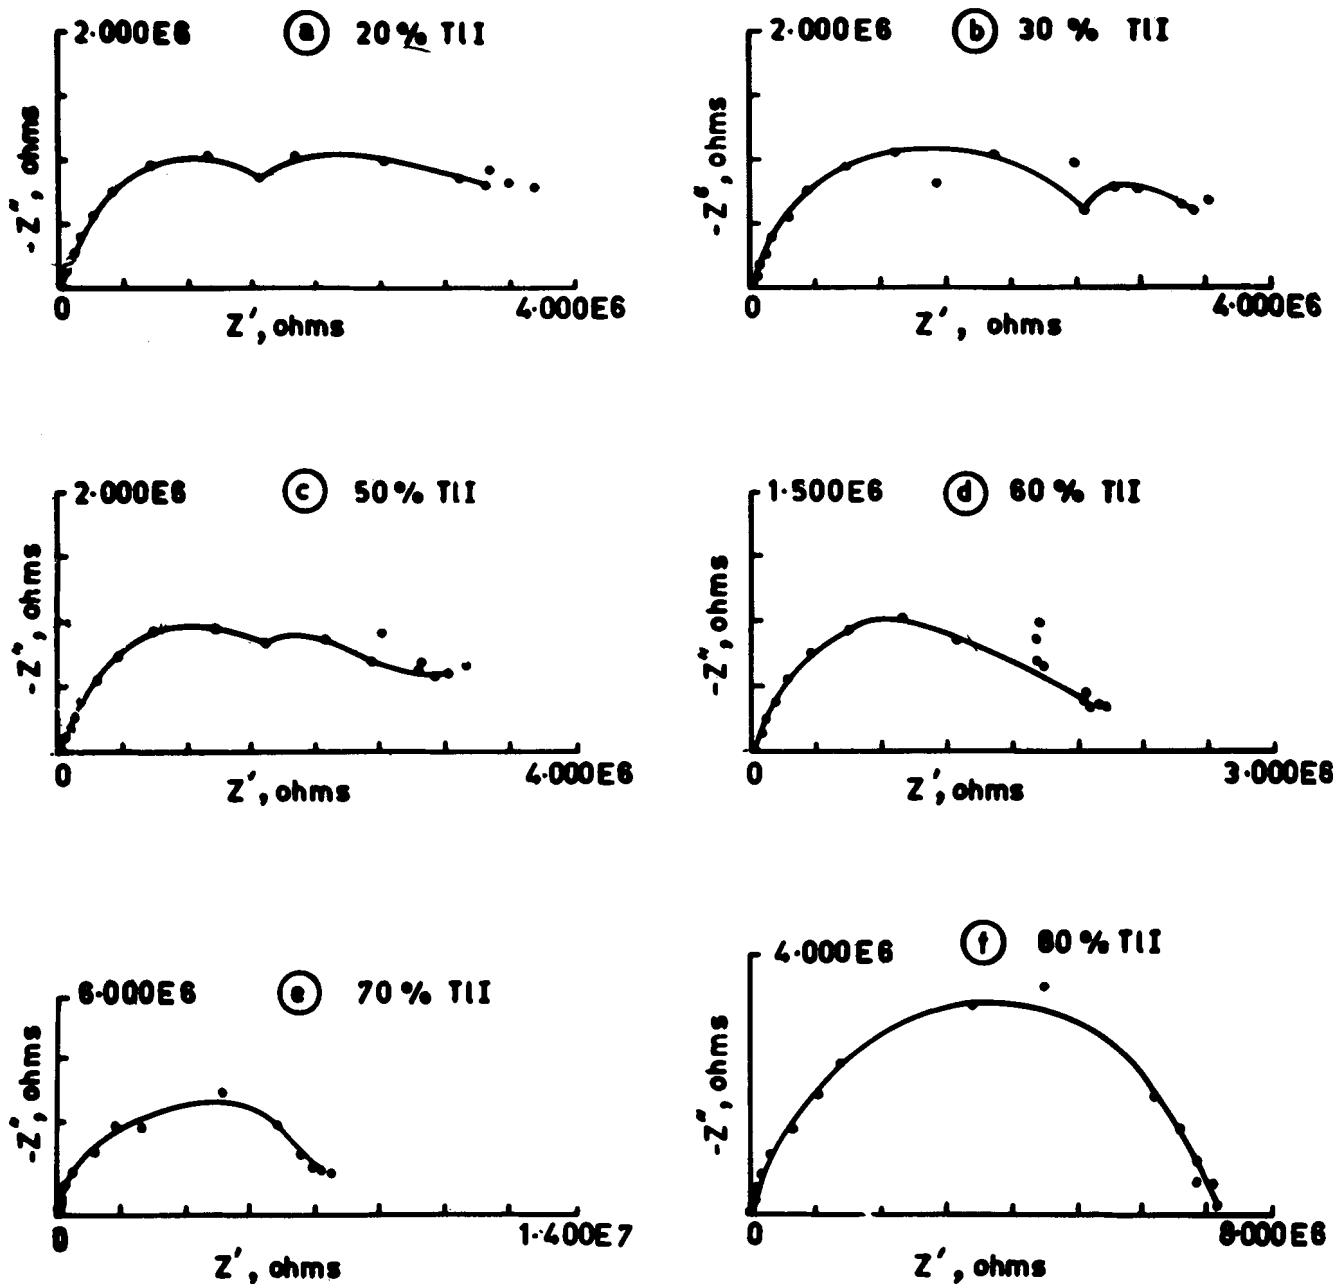 2.000E6 ⓐ 20% TlI
-Z″, ohms
0 4.000E6
Z′, ohms
2.000E6 ⓑ 30% TlI
-Z″, ohms
0 4.000E6
Z′, ohms
2.000E6 ⓒ 50% TlI
-Z″, ohms
0 4.000E6
Z′, ohms
1.500E6 ⓓ 60% TlI
-Z″, ohms
0 3.000E6
Z′, ohms
6.000E6 ⓔ 70% TlI
-Z″, ohms
0 1.400E7
Z′, ohms
4.000E6 ⓕ 80% TlI
-Z″, ohms
0 8.000E6
Z′, ohms